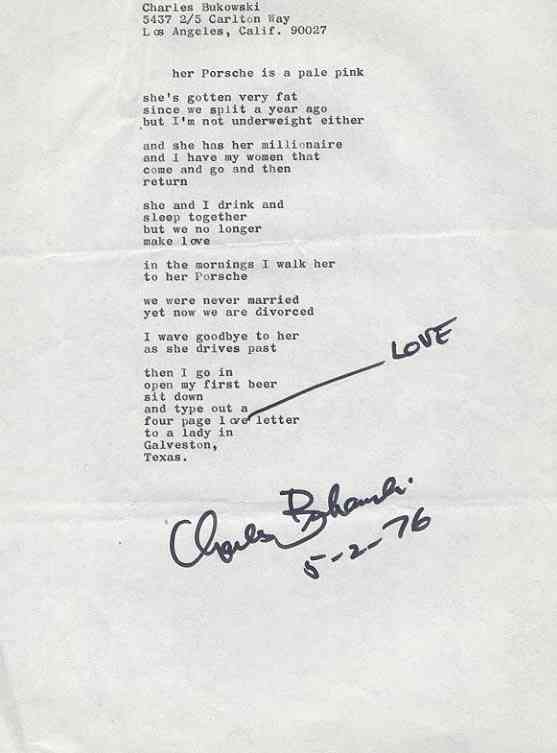 Charles Bukowski
5437 2/5 Carlton Way
Los Angeles, Calif. 90027
her Porsche is a pale pink
she's gotten very fat
since we split a year ago
but I'm not underweight either
and she has her millionaire
and I have my women that
come and go and then
return
she and I drink and
sleep together
but we no longer
make love
in the mornings I walk her
to her Porsche
we were never married
yet now we are divorced
I wave goodbye to her
as she drives past
then I go in
open my first beer
sit down
and type out a
four page love letter
to a lady in
Galveston,
Texas.
LOVE
Charles Bukowski
5-2-76